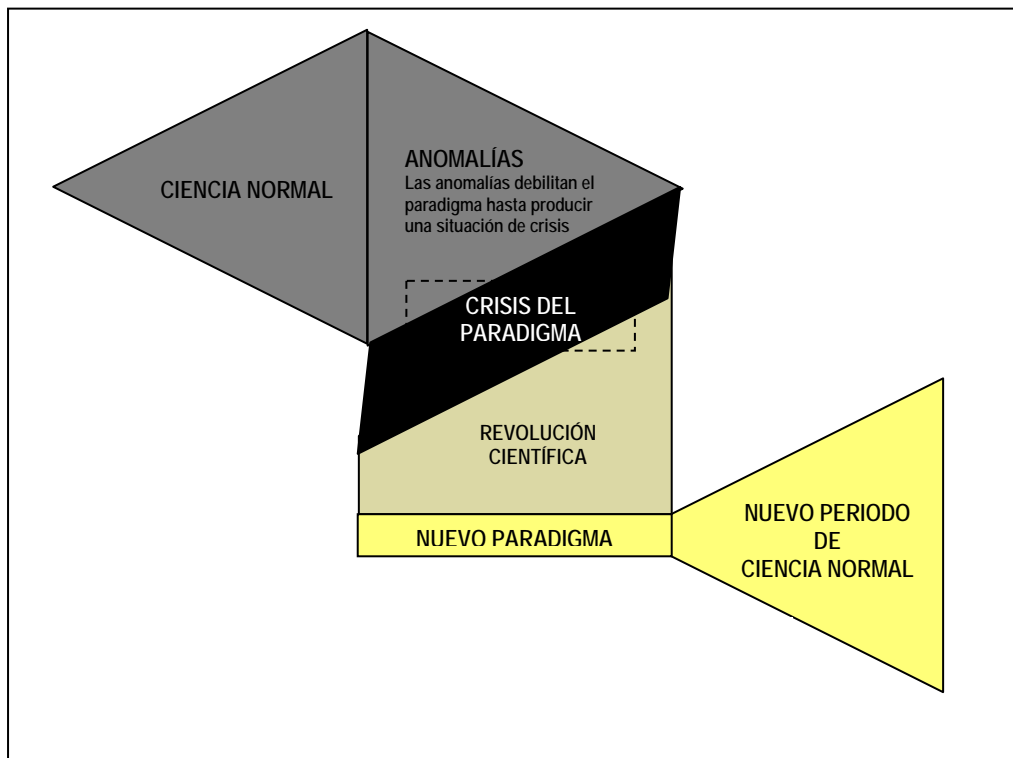 CIENCIA NORMAL
ANOMALÍAS
Las anomalías debilitan el
paradigma hasta producir
una situación de crisis
CRISIS DEL
PARADIGMA
REVOLUCIÓN
CIENTÍFICA
NUEVO PARADIGMA
NUEVO PERIODO
DE
CIENCIA NORMAL